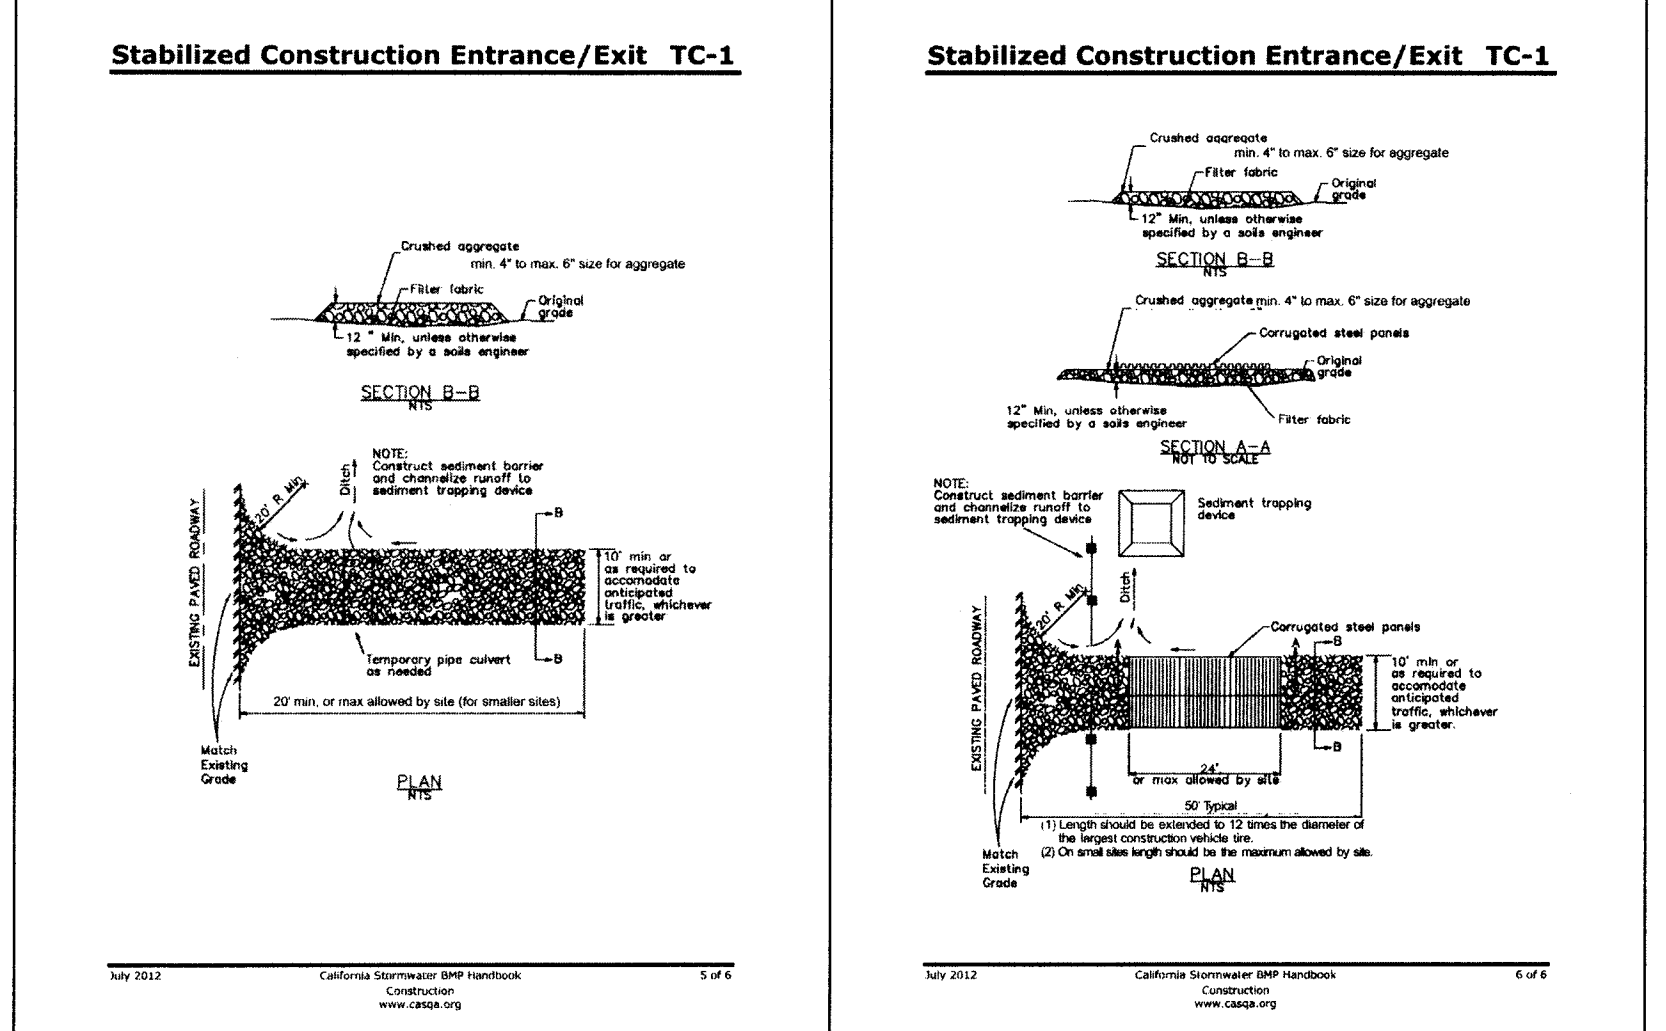 Stabilized Construction Entrance/Exit TC-1
Crushed aggregate
min. 4" to max. 6" size for aggregate
Filter fabric
Original
grade
12 " Min, unless otherwise
specified by a soils engineer
SECTION B-B
NTS
NOTE:
Construct sediment barrier
and channelize runoff to
sediment trapping device
Ditch
20' R Min
EXISTING PAVED ROADWAY
B
10' min or
as required to
accomodate
anticipated
traffic, whichever
is greater
B
Temporary pipe culvert
as needed
20' min, or max allowed by site (for smaller sites)
Match
Existing
Grade
PLAN
NTS
July 2012
California Stormwater BMP Handbook
5 of 6
Construction
www.casqa.org
Stabilized Construction Entrance/Exit TC-1
Crushed aggregate
min. 4" to max. 6" size for aggregate
Filter fabric
Original
grade
12" Min, unless otherwise
specified by a soils engineer
SECTION B-B
NTS
Crushed aggregate min. 4" to max. 6" size for aggregate
Corrugated steel panels
Original
grade
12" Min, unless otherwise
specified by a soils engineer
Filter fabric
SECTION A-A
NOT TO SCALE
NOTE:
Construct sediment barrier
and channelize runoff to
sediment trapping device
Sediment trapping
device
Ditch
20' R Min
EXISTING PAVED ROADWAY
Corrugated steel panels
A
A
B
10' min or
as required to
accomodate
anticipated
traffic, whichever
is greater.
B
24'
or max allowed by site
50' Typical
(1) Length should be extended to 12 times the diameter of
the largest construction vehicle tire.
(2) On small sites length should be the maximum allowed by site.
Match
Existing
Grade
PLAN
NTS
July 2012
California Stormwater BMP Handbook
6 of 6
Construction
www.casqa.org